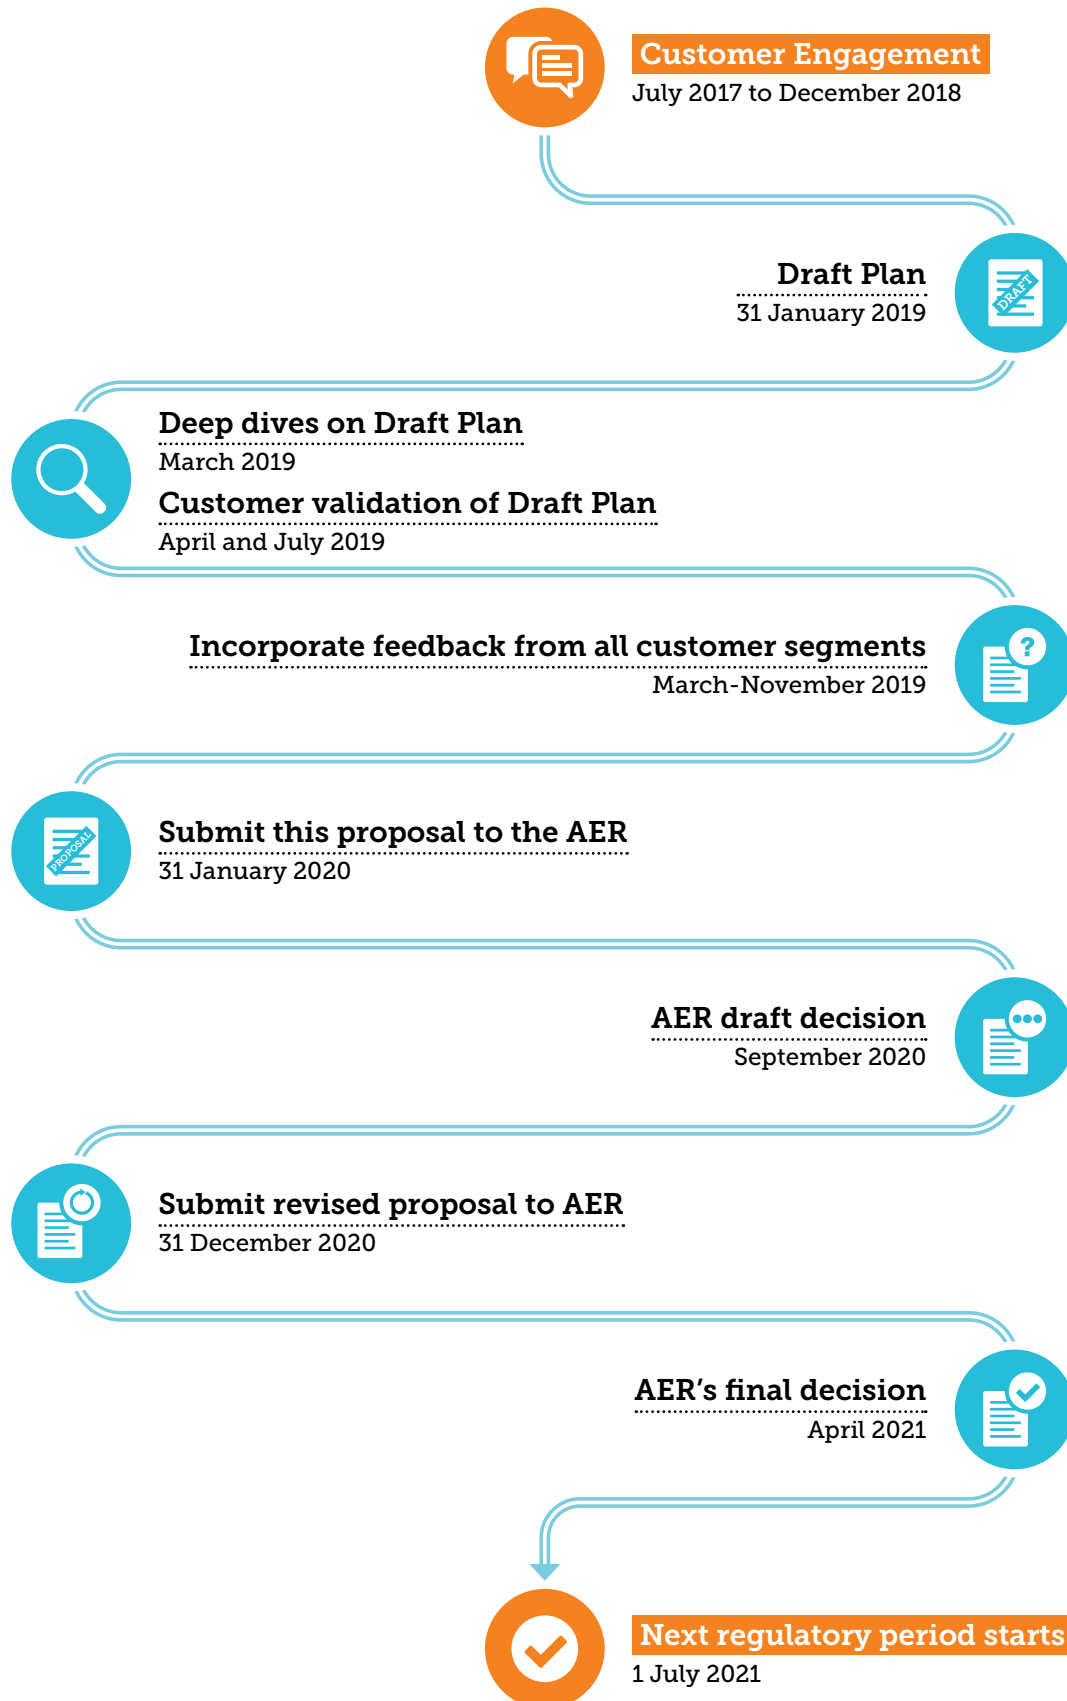 Customer Engagement
July 2017 to December 2018
Draft Plan
31 January 2019
DRAFT
Deep dives on Draft Plan
March 2019
Customer validation of Draft Plan
April and July 2019
Incorporate feedback from all customer segments
March-November 2019
?
PROPOSAL
Submit this proposal to the AER
31 January 2020
AER draft decision
September 2020
Submit revised proposal to AER
31 December 2020
AER’s final decision
April 2021
Next regulatory period starts
1 July 2021